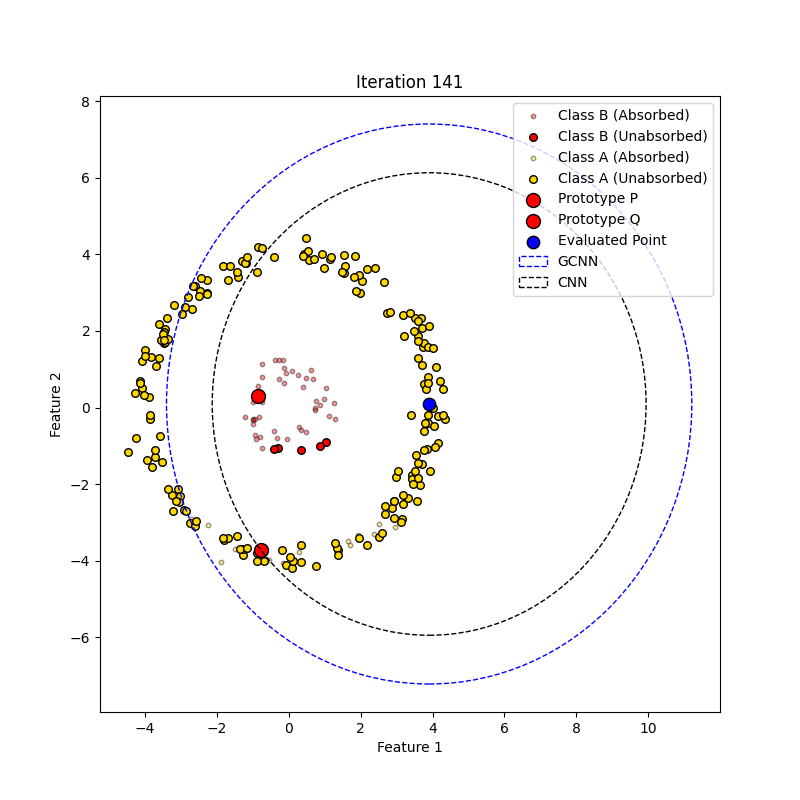 Iteration 141
Class B (Absorbed)
Class B (Unabsorbed)
Class A (Absorbed)
Class A (Unabsorbed)
Prototype P
Prototype Q
Evaluated Point
GCNN
CNN
8
6
4
2
0
−2
−4
−6
Feature 2
−4
−2
0
2
4
6
8
10
Feature 1